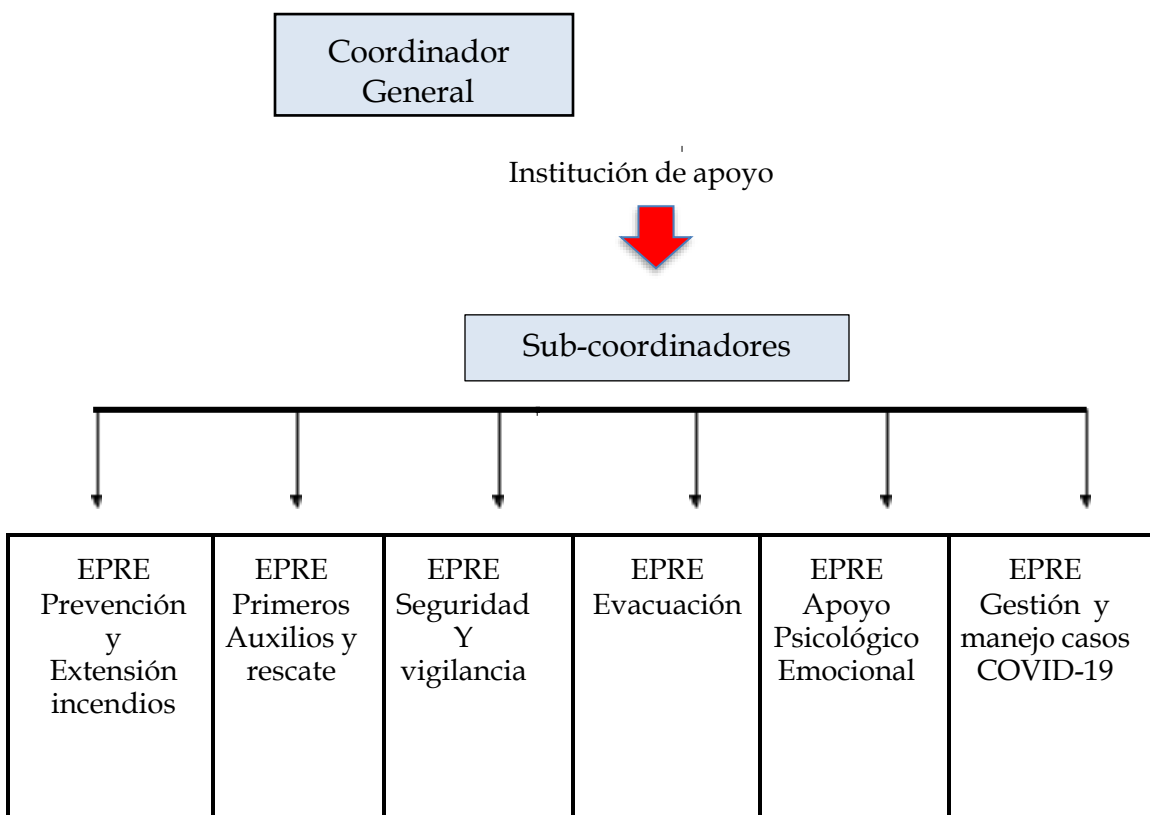 Coordinador
General
Institución de apoyo
Sub-coordinadores
EPRE
Prevención
y
Extensión
incendios
EPRE
Primeros
Auxilios y
rescate
EPRE
Seguridad
Y
vigilancia
EPRE
Evacuación
EPRE
Apoyo
Psicológico
Emocional
EPRE
Gestión y
manejo casos
COVID-19